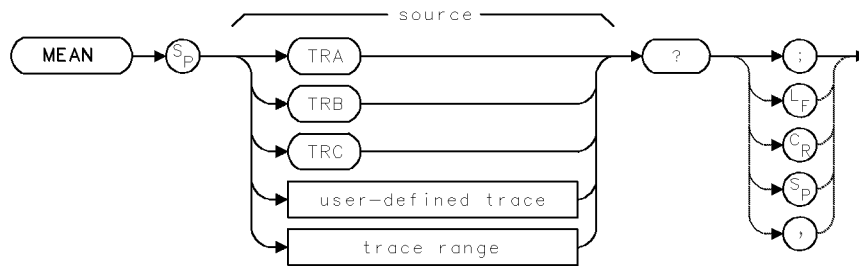 source
MEAN SP TRA ? ;
TRB LF
TRC CR
user-defined trace SP
trace range ,